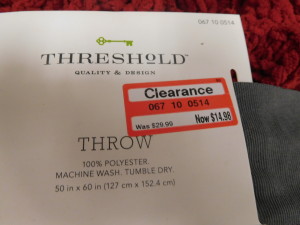 067 10 0514
THRESHOLD™
QUALITY & DESIGN
Clearance
067 10 0514
Was $29.99
Now $14.98
THROW
100% POLYESTER.
MACHINE WASH. TUMBLE DRY.
50 in x 60 in (127 cm x 152.4 cm)